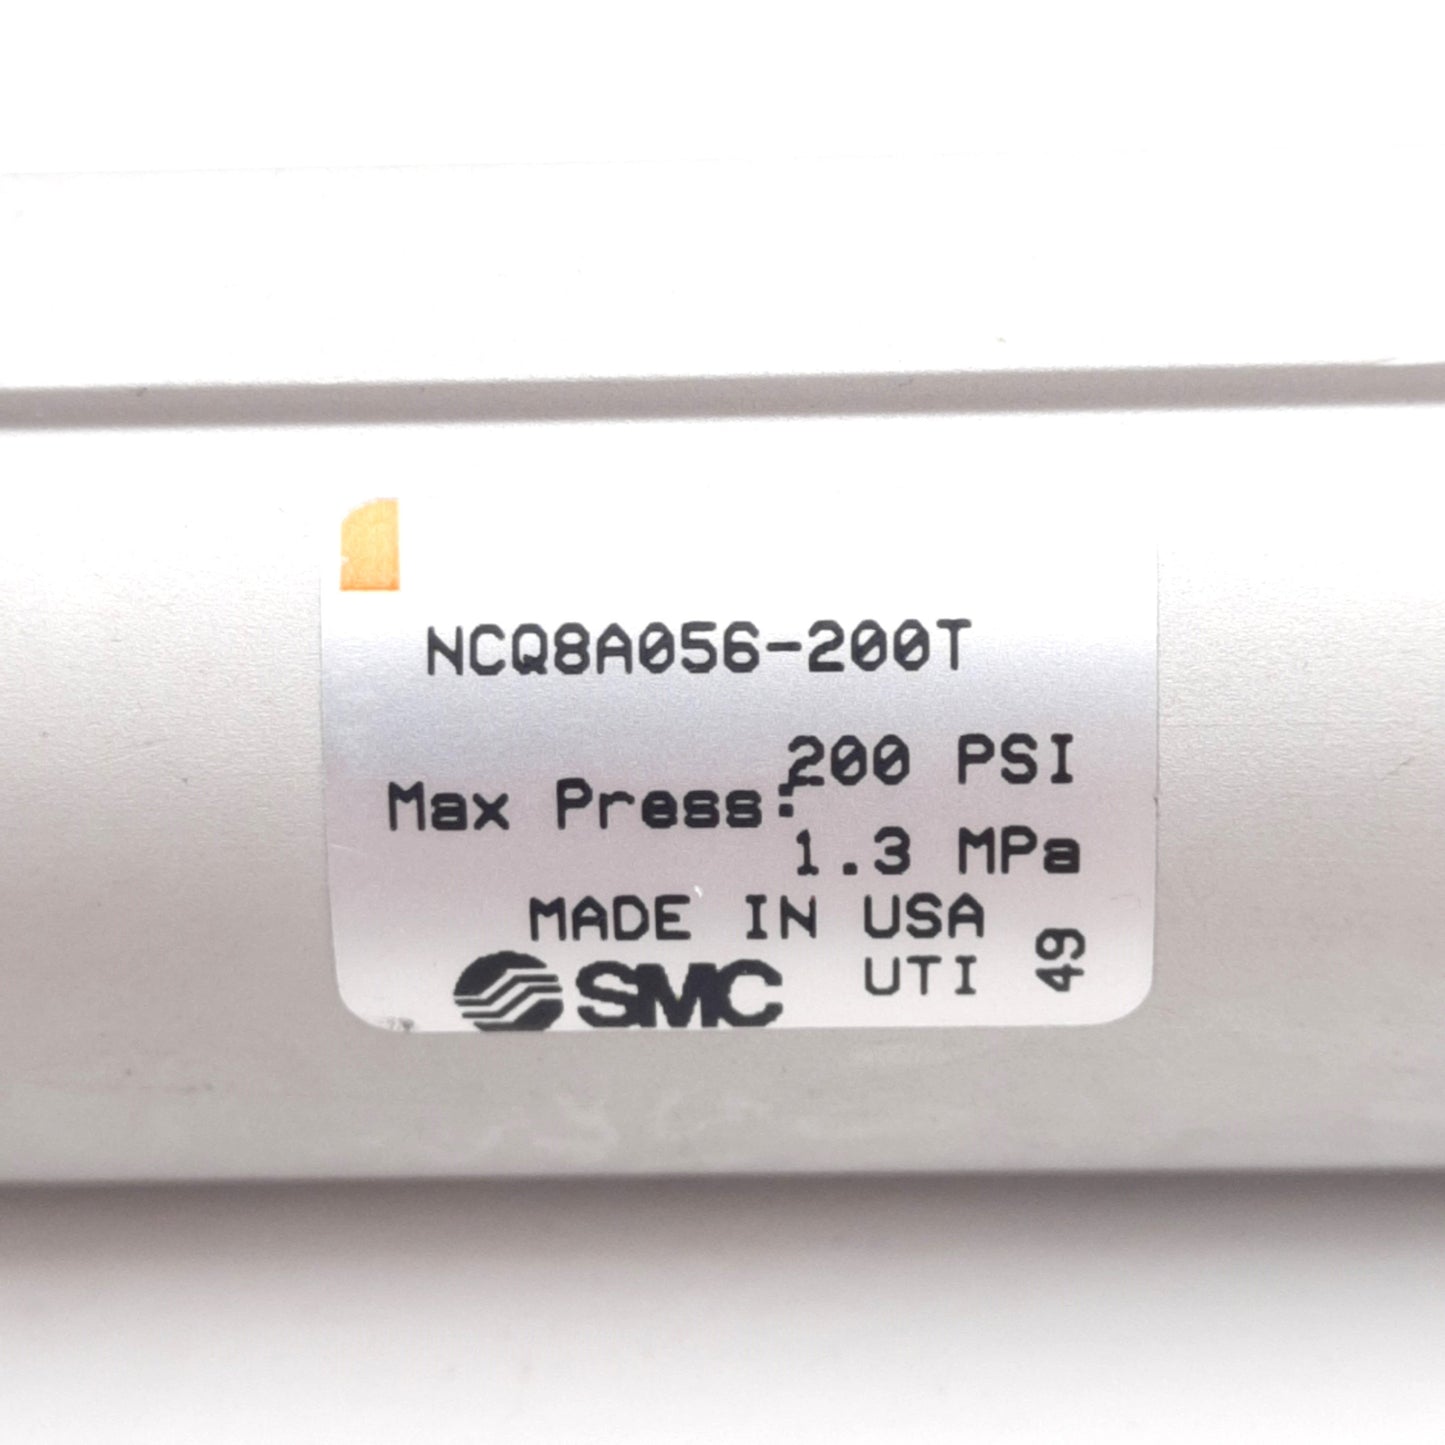 NCQ8A056-200T
200 PSI
Max Press:
1.3 MPa
MADE IN USA
SMC UTI 49